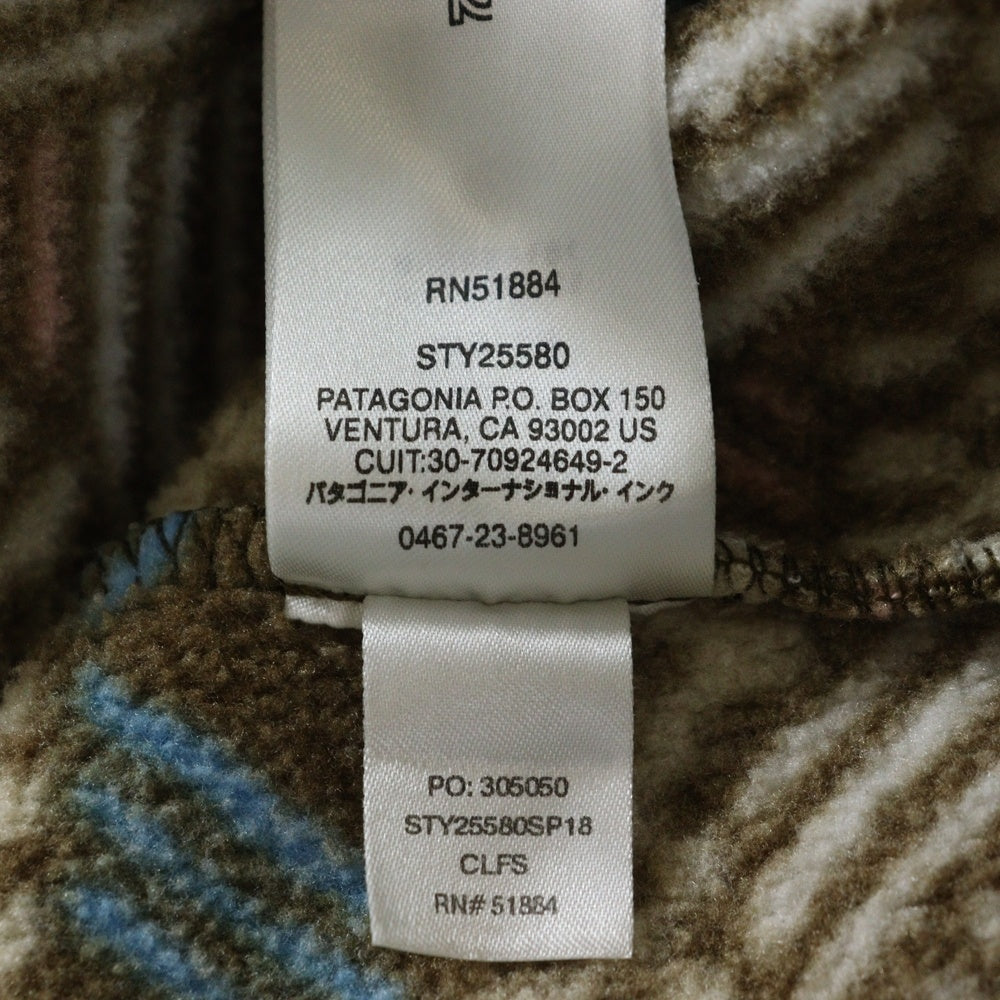 RN51884
STY25580
PATAGONIA P.O. BOX 150
VENTURA, CA 93002 US
CUIT:30-70924649-2
パタゴニア・インターナショナル・インク
0467-23-8961
PO: 305050
STY25580SP18
CLFS
RN# 51884